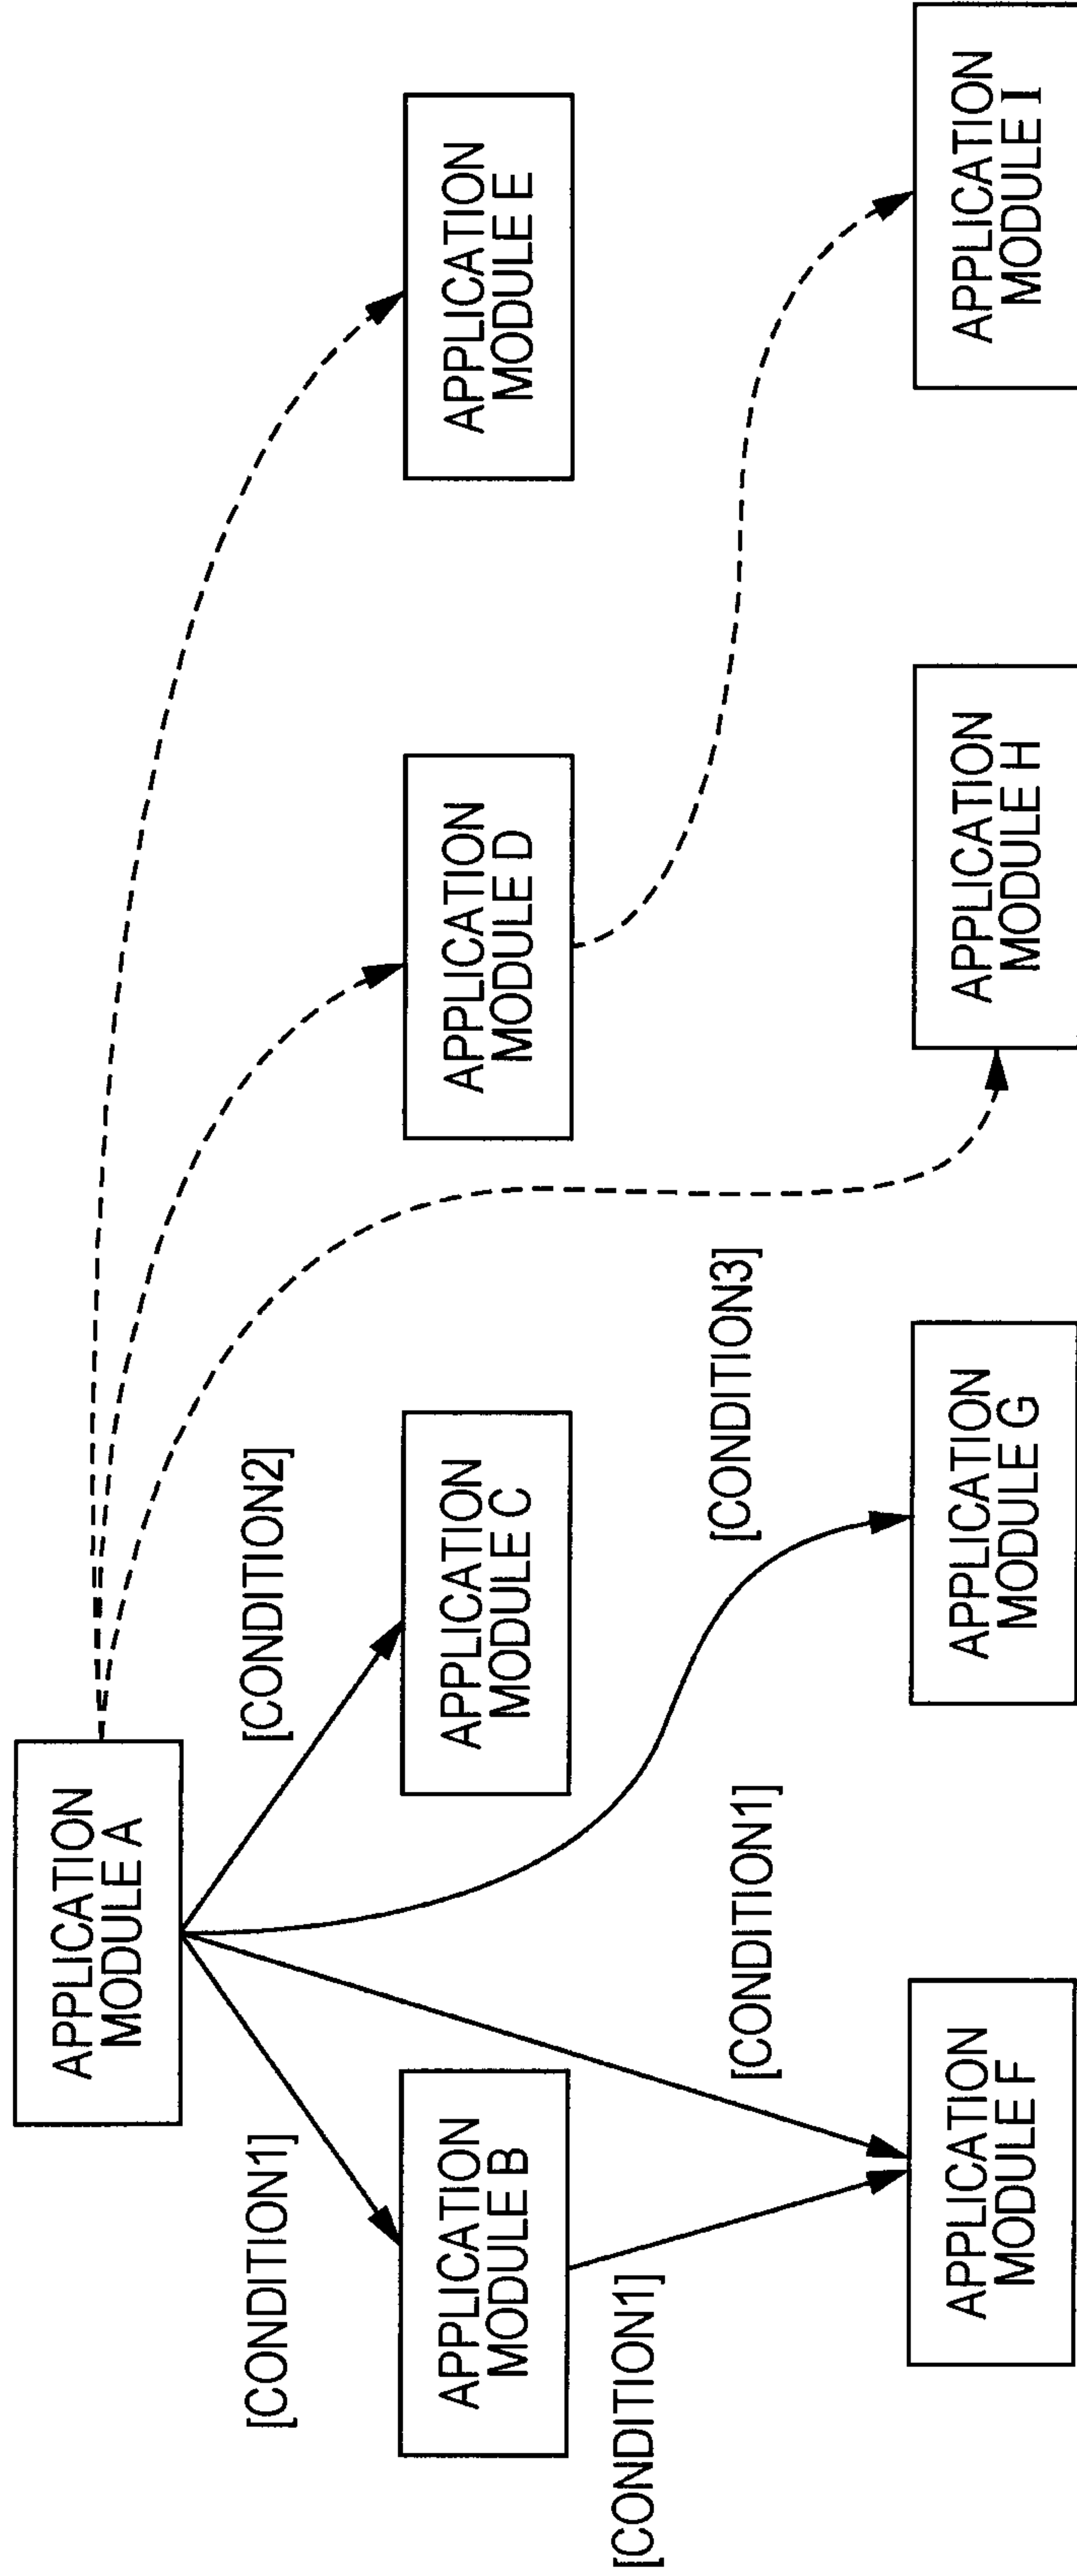 APPLICATION
MODULE A
[CONDITION1]
[CONDITION2]
APPLICATION
MODULE B
APPLICATION
MODULE C
APPLICATION
MODULE D
APPLICATION
MODULE E
[CONDITION1]
[CONDITION1]
[CONDITION3]
APPLICATION
MODULE F
APPLICATION
MODULE G
APPLICATION
MODULE H
APPLICATION
MODULE I